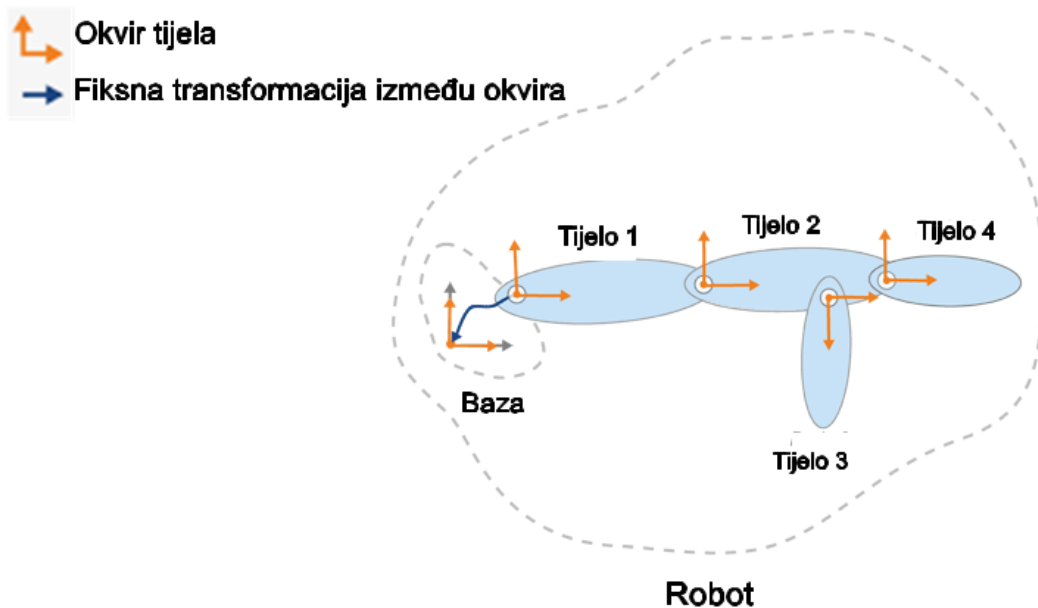 Okvir tijela
Fiksna transformacija između okvira
Tijelo 1
Tijelo 2
Tijelo 4
Baza
Tijelo 3
Robot